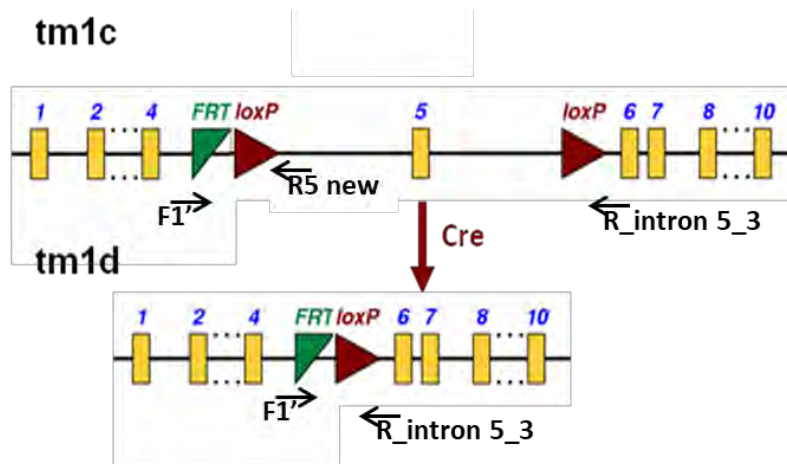 tm1c
1 2 4 FRT loxP 5 loxP 6 7 8 10
F1' R5 new R_intron 5_3
Cre
tm1d
1 2 4 FRT loxP 6 7 8 10
F1' R_intron 5_3